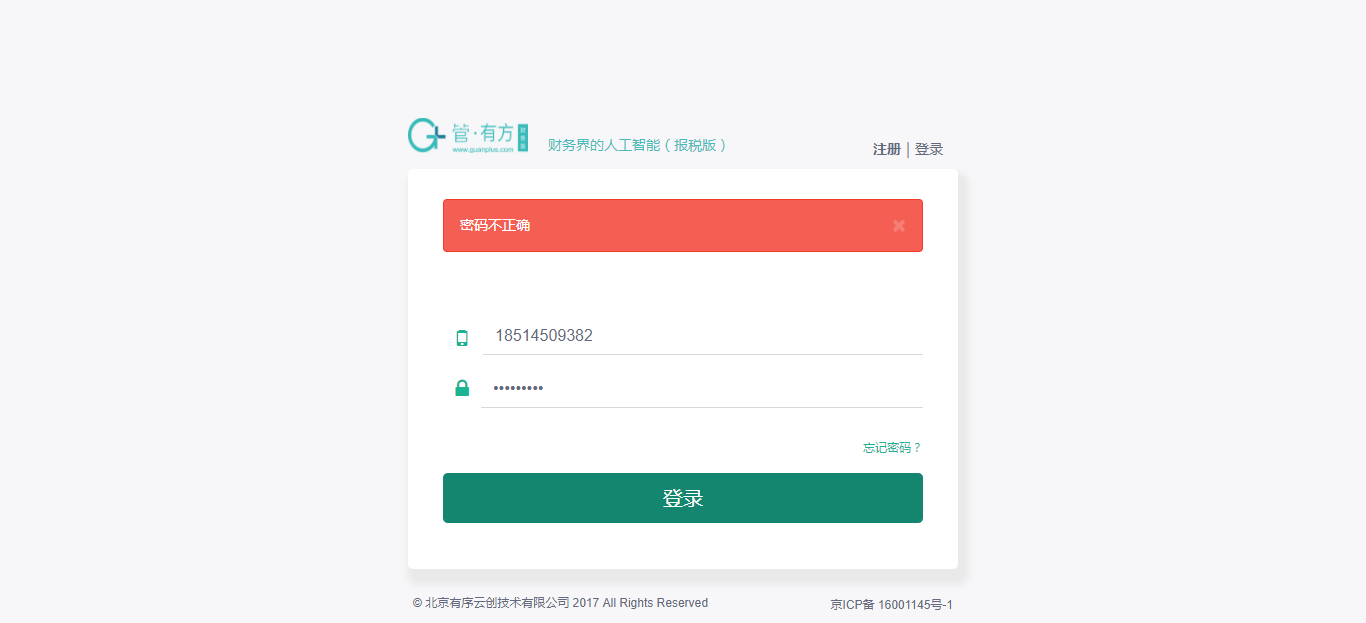 管·有方
www.guanplus.com
财务界的人工智能（报税版）
注册 | 登录
密码不正确
18514509382
•••••••••
忘记密码？
登录
© 北京有序云创技术有限公司 2017 All Rights Reserved
京ICP备 16001145号-1